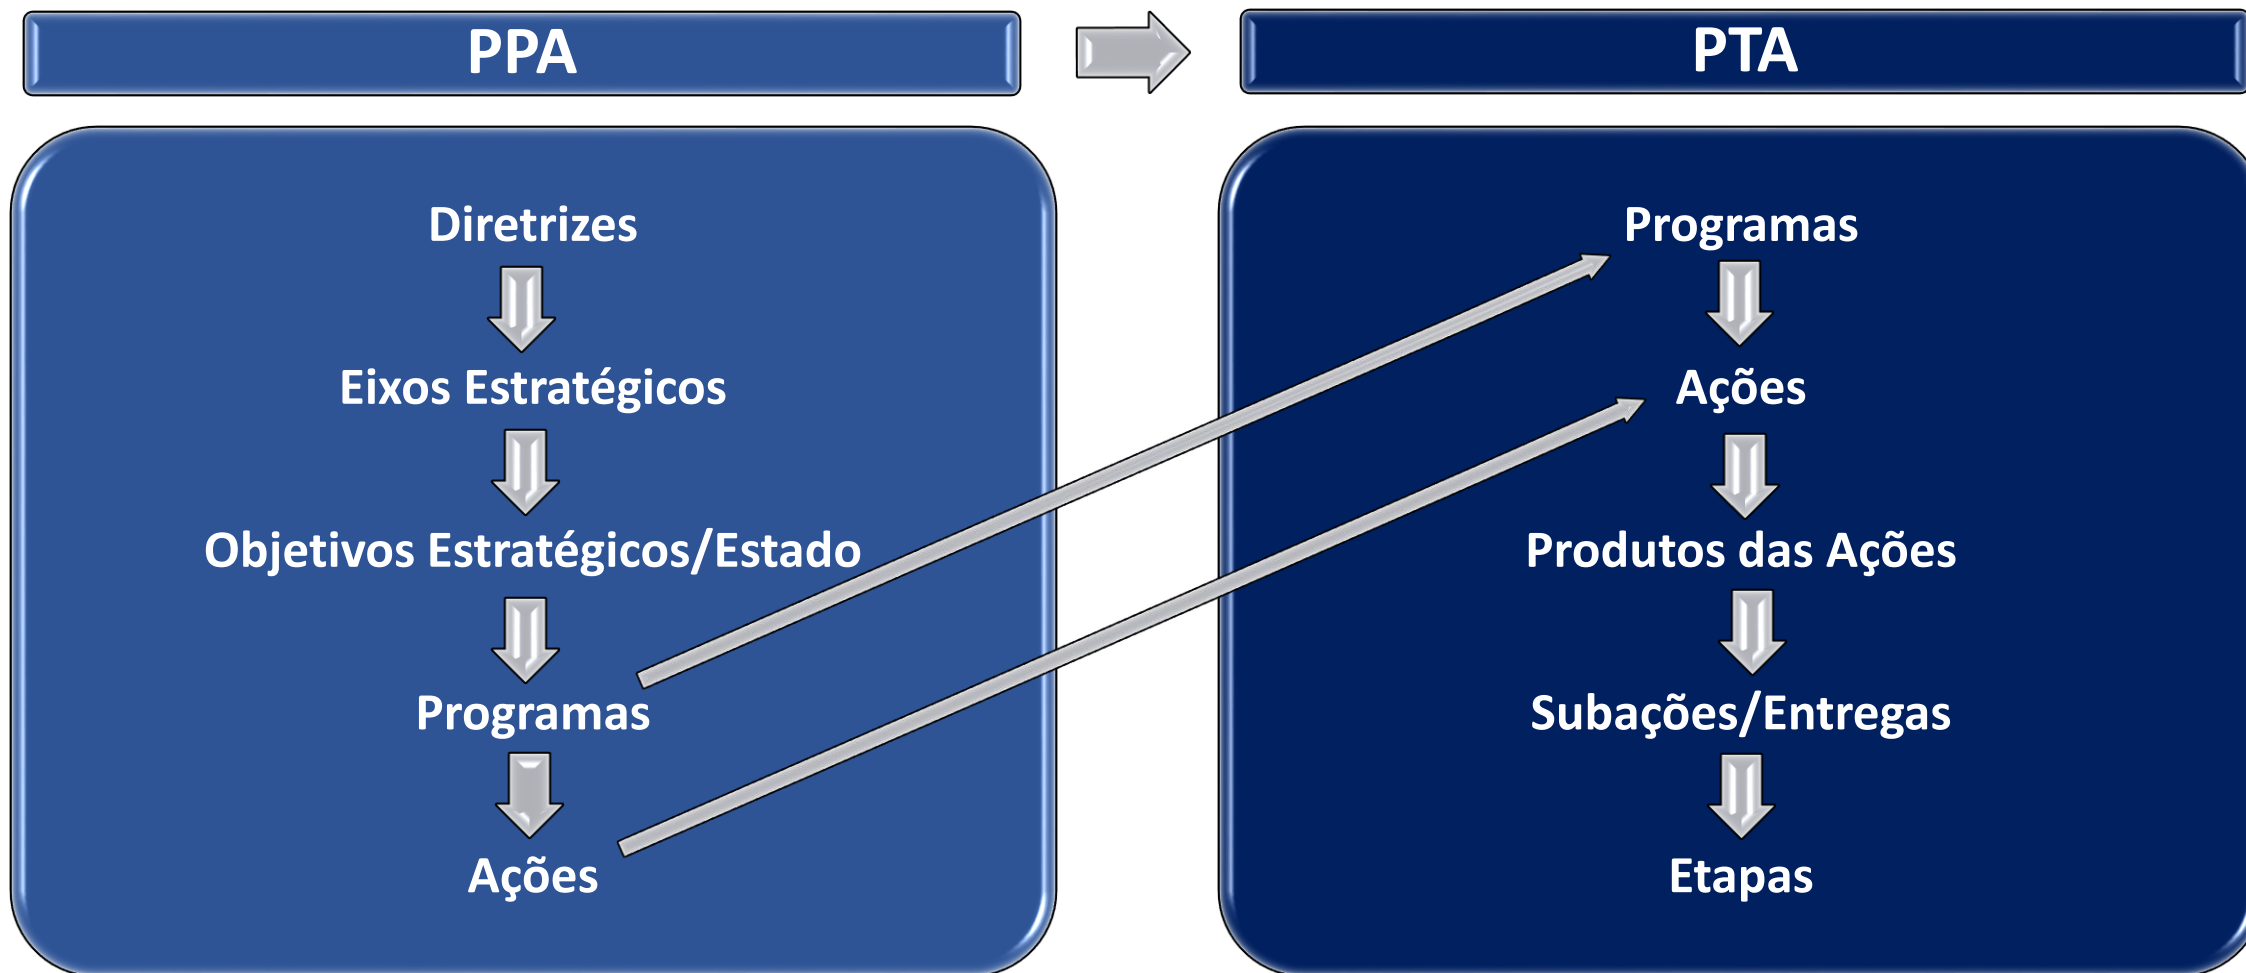 PPA
PTA
Diretrizes
Eixos Estratégicos
Objetivos Estratégicos/Estado
Programas
Ações
Programas
Ações
Produtos das Ações
Subações/Entregas
Etapas